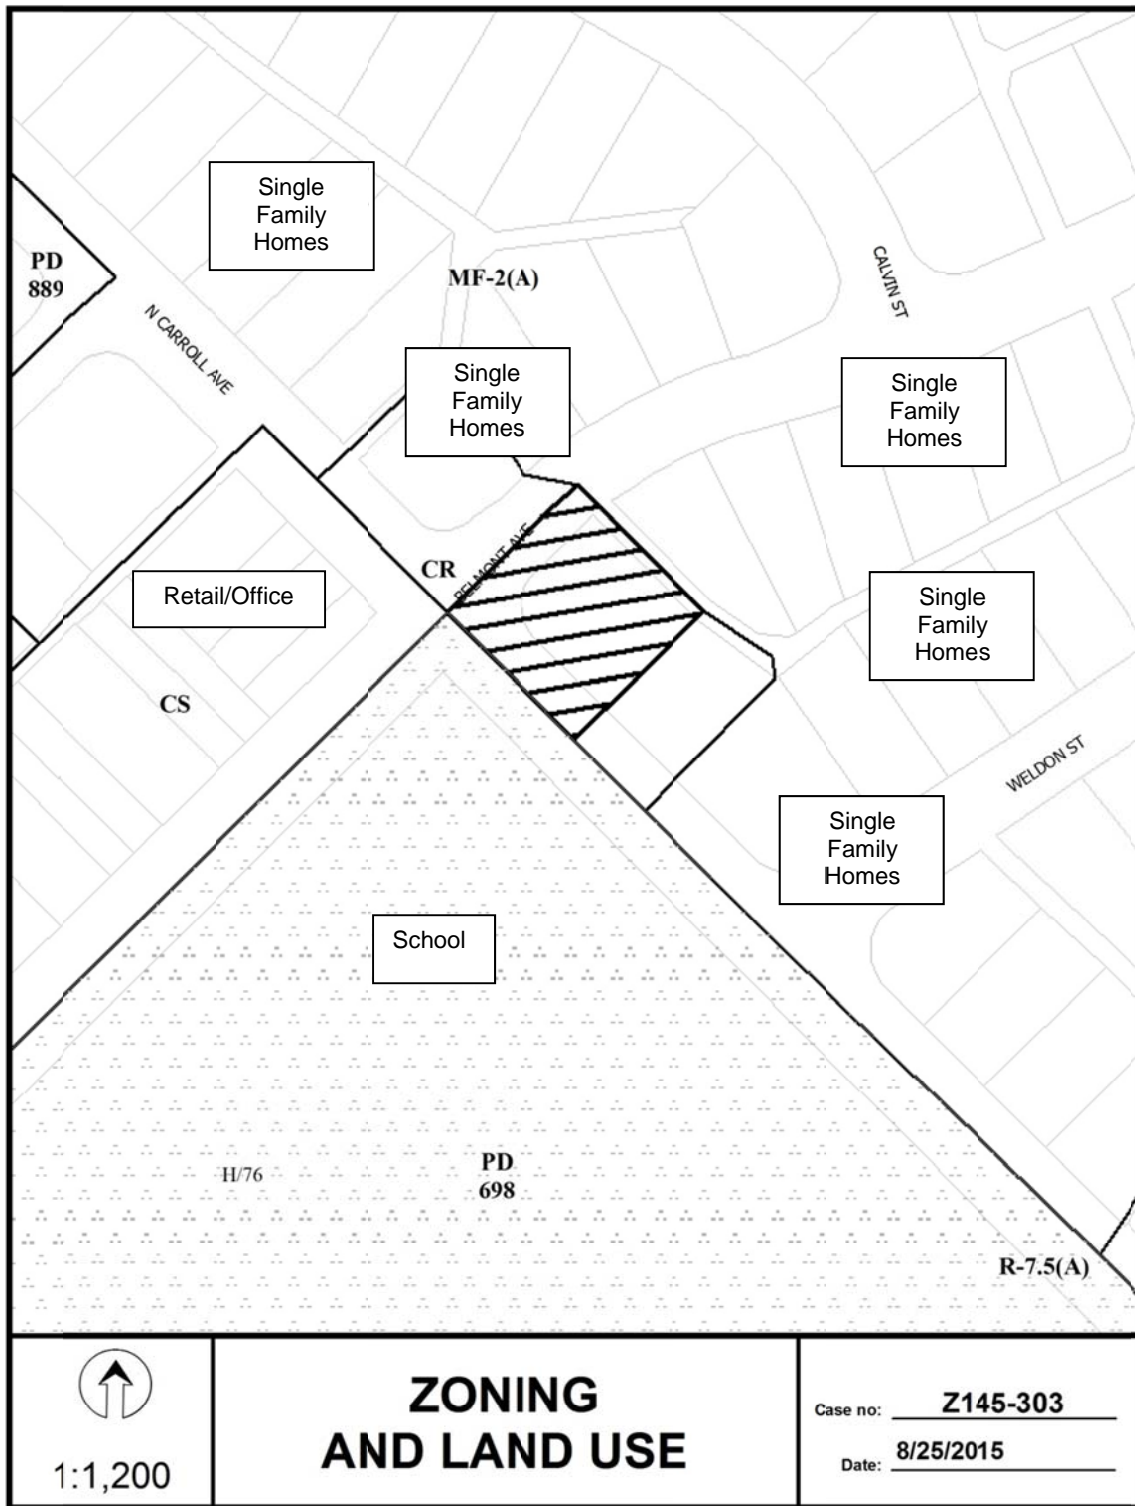 Single
Family
Homes
PD
889
MF-2(A)
CALVIN ST
N CARROLL AVE
Single
Family
Homes
Single
Family
Homes
BELMONT AVE
CR
Retail/Office
Single
Family
Homes
CS
WELDON ST
Single
Family
Homes
School
H/76
PD
698
R-7.5(A)
1:1,200
ZONING
AND LAND USE
Case no: Z145-303
Date: 8/25/2015